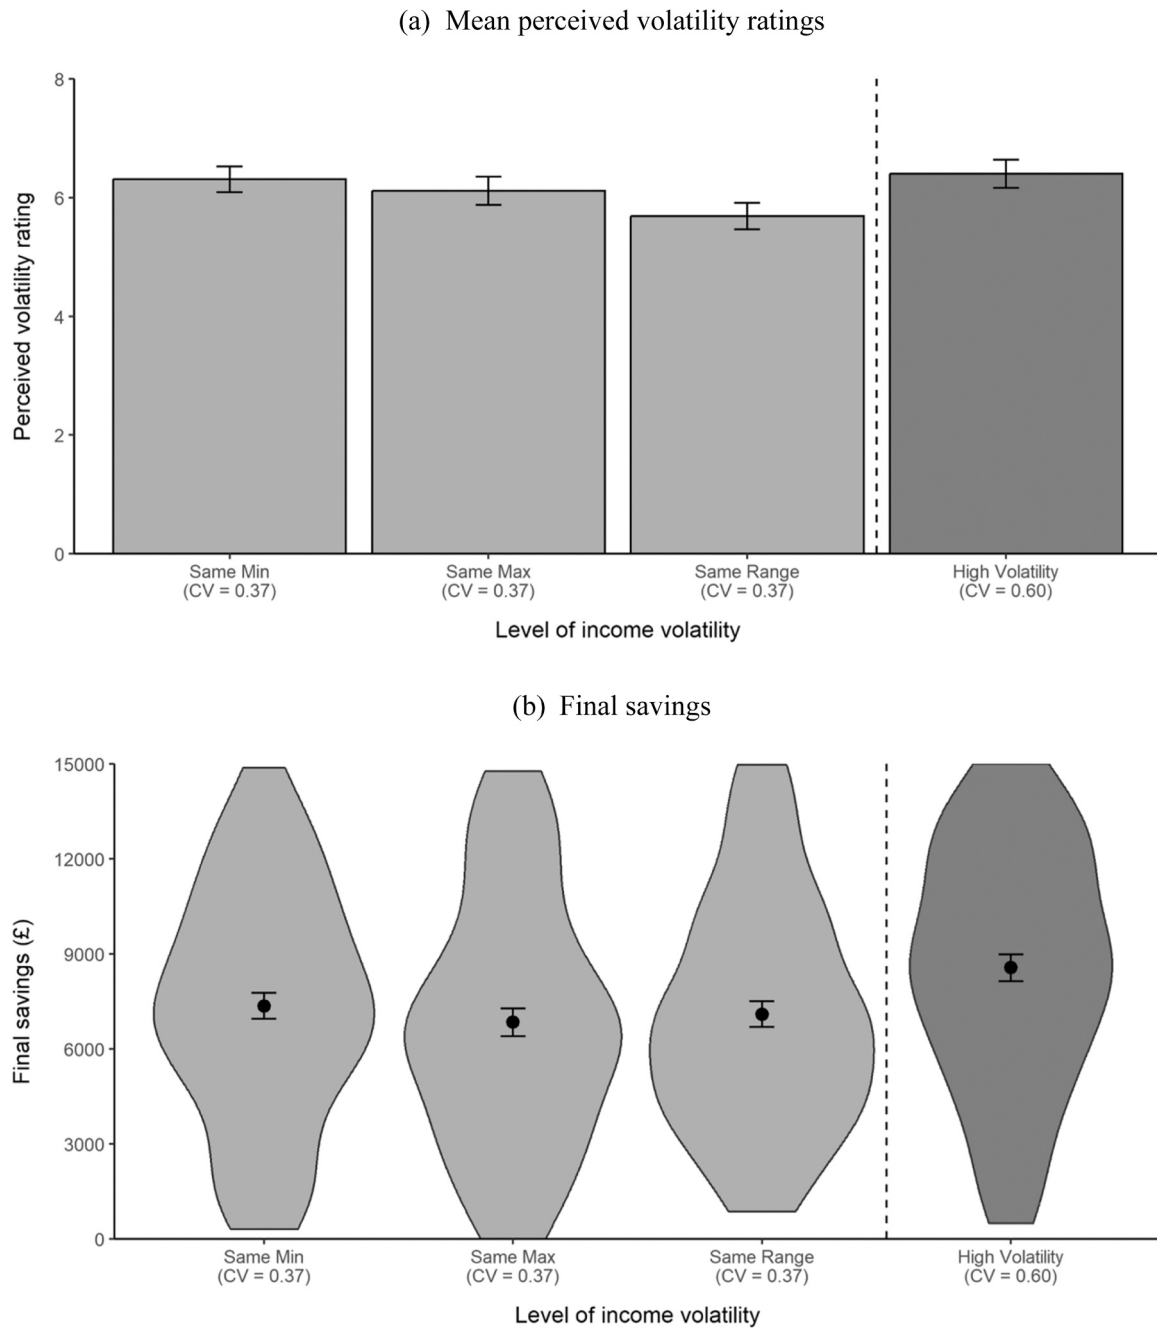 (a) Mean perceived volatility ratings
8
6
4
2
0
Perceived volatility rating
Same Min
(CV = 0.37)
Same Max
(CV = 0.37)
Same Range
(CV = 0.37)
High Volatility
(CV = 0.60)
Level of income volatility
(b) Final savings
15000
12000
9000
6000
3000
0
Final savings (£)
Same Min
(CV = 0.37)
Same Max
(CV = 0.37)
Same Range
(CV = 0.37)
High Volatility
(CV = 0.60)
Level of income volatility